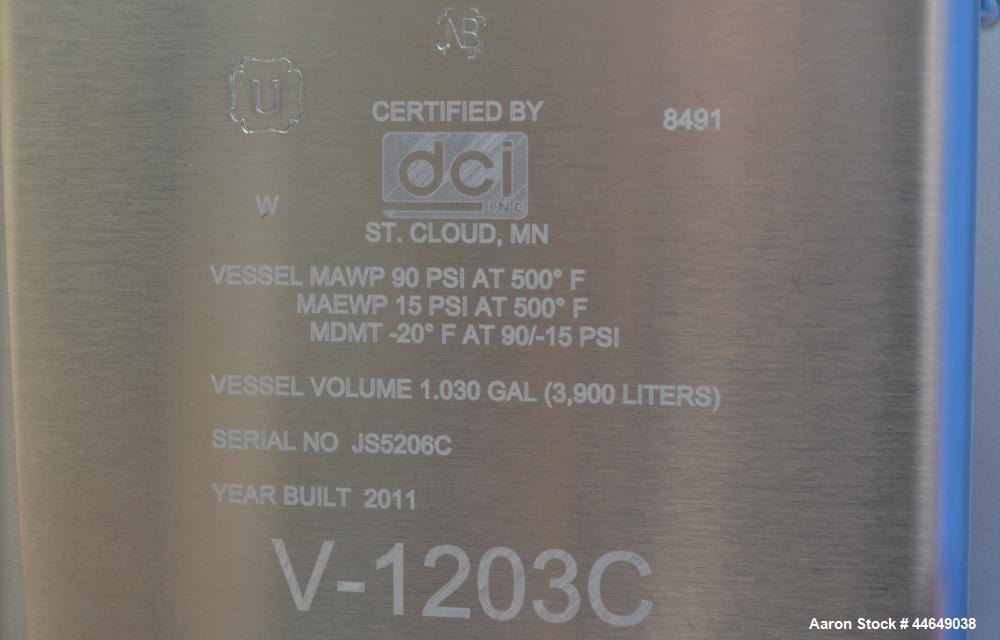 NB
U
CERTIFIED BY
8491
dci
INC
W
ST. CLOUD, MN
VESSEL MAWP 90 PSI AT 500° F
MAEWP 15 PSI AT 500° F
MDMT -20° F AT 90/-15 PSI
VESSEL VOLUME 1.030 GAL (3,900 LITERS)
SERIAL NO JS5206C
YEAR BUILT 2011
V-1203C
Aaron Stock # 44649038